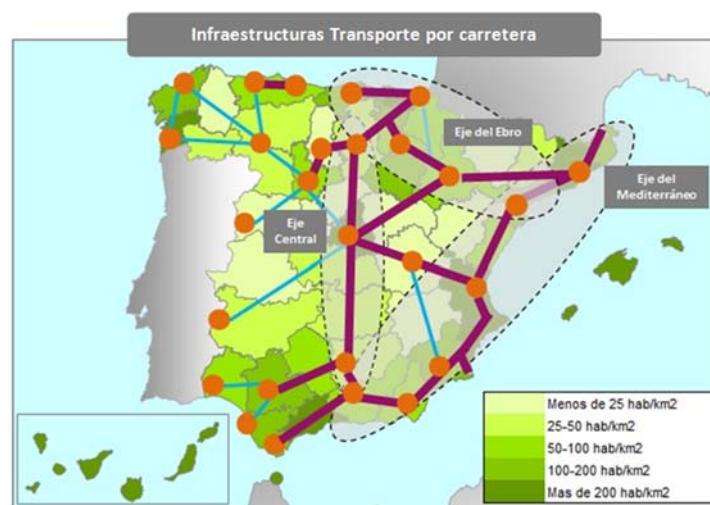 Infraestructuras Transporte por carretera
Eje del Ebro
Eje del
Mediterráneo
Eje
Central
Menos de 25 hab/km2
25-50 hab/km2
50-100 hab/km2
100-200 hab/km2
Mas de 200 hab/km2